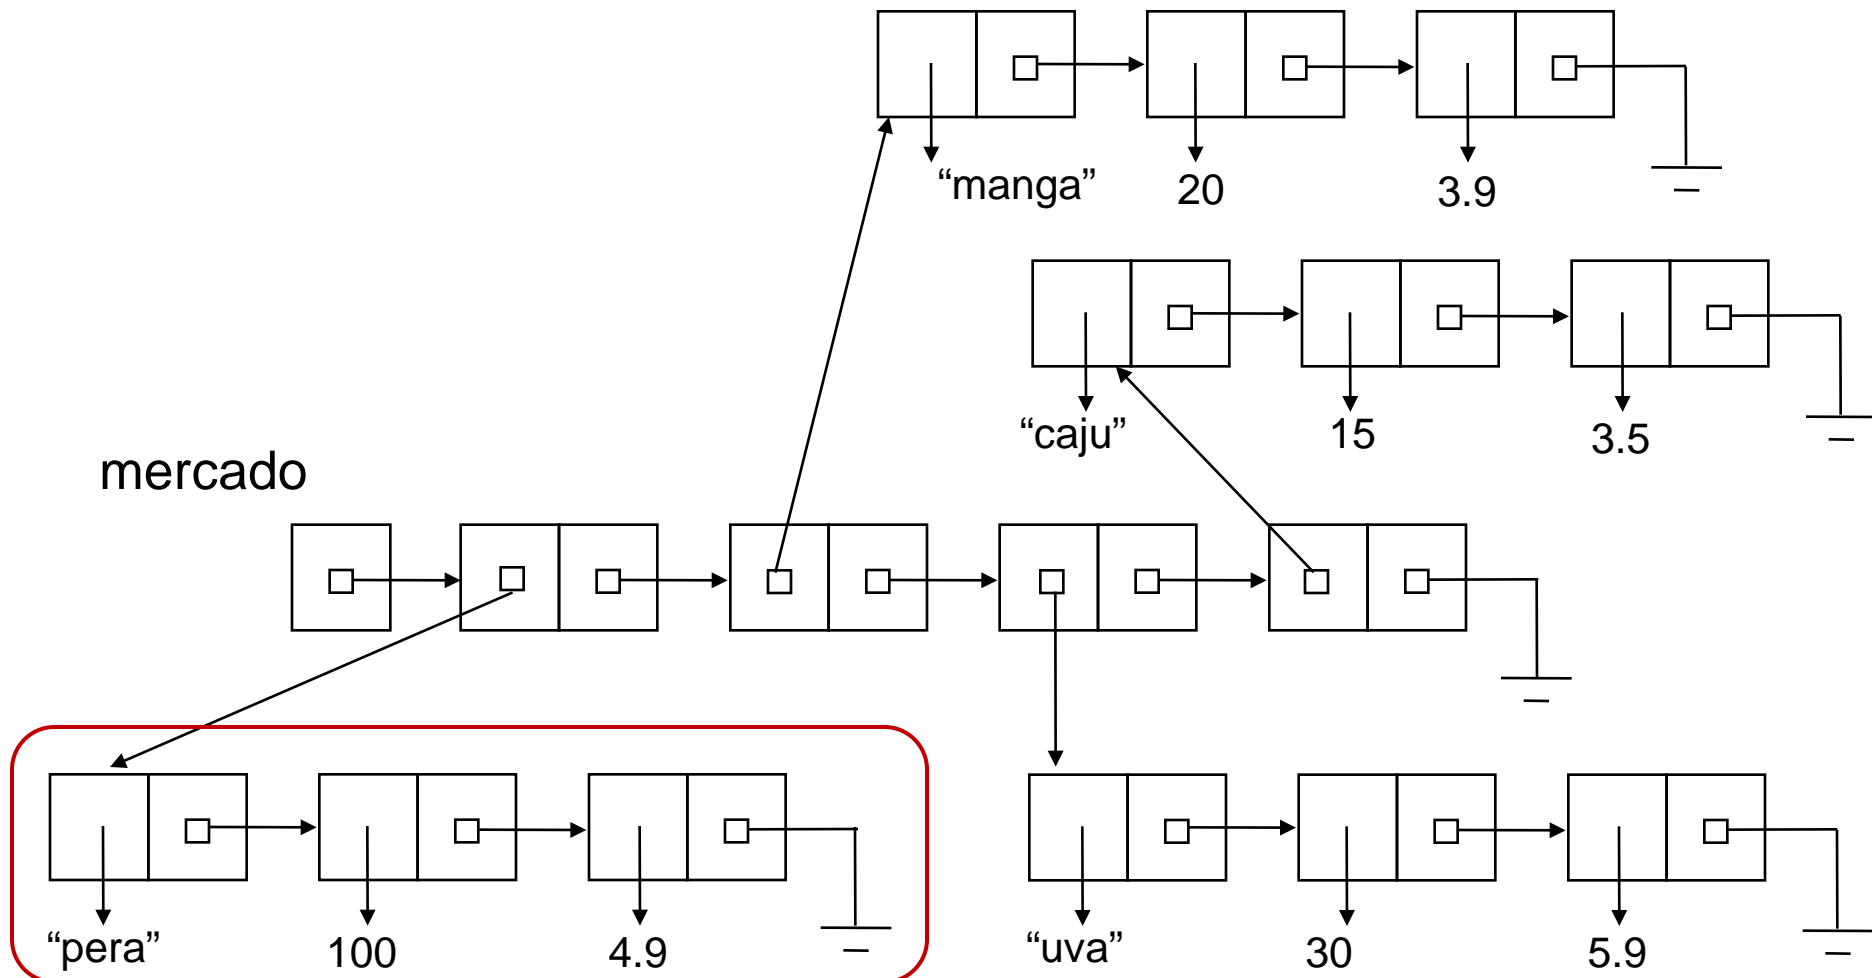 “manga” 20 3.9
“caju” 15 3.5
mercado
“pera” 100 4.9 “uva” 30 5.9